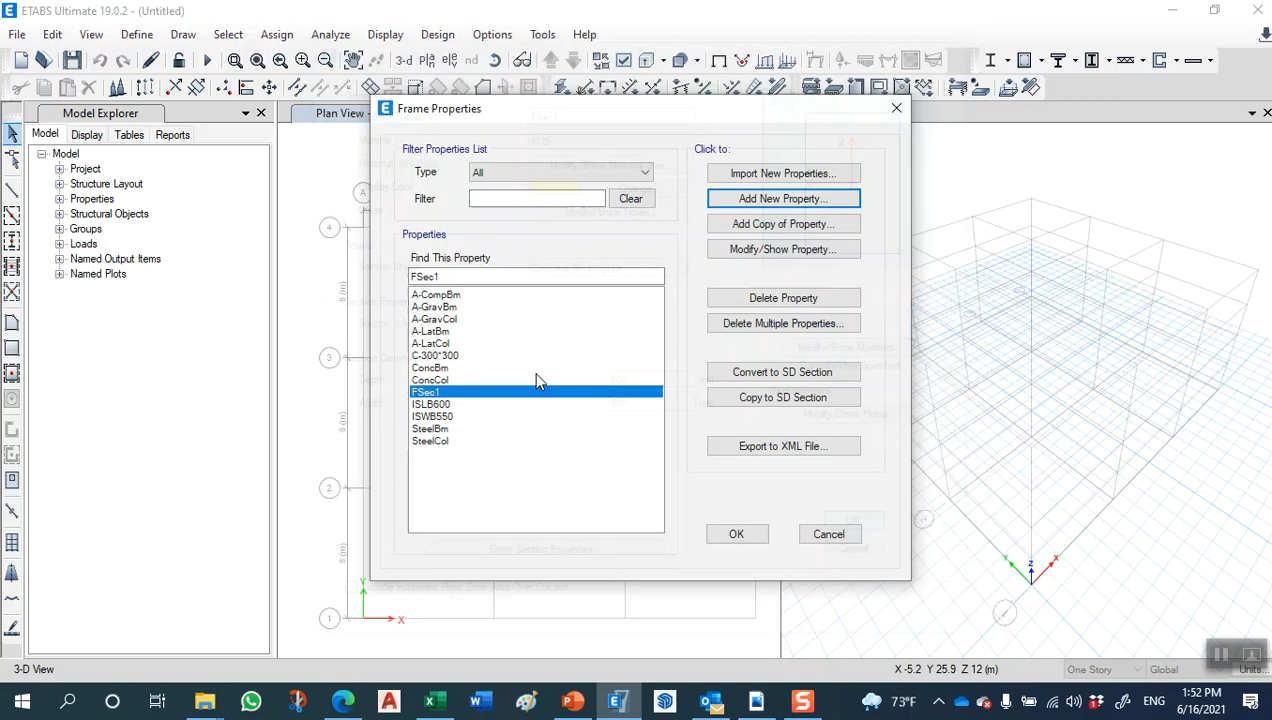 ETABS Ultimate 19.0.2 - (Untitled)
File Edit View Define Draw Select Assign Analyze Display Design Options Tools Help
3-d nd
Model Explorer
Plan View -
Model Display Tables Reports
Model
Project
Structure Layout
Properties
Structural Objects
Groups
Loads
Named Output Items
Named Plots
Frame Properties
Filter Properties List
Type All
Filter Clear
Properties
Find This Property
FSec1
A-CompBm
A-GravBm
A-GravCol
A-LatBm
A-LatCol
C-300*300
ConcBm
ConcCol
FSec1
ISLB600
ISWB550
SteelBm
SteelCol
Click to:
Import New Properties...
Add New Property...
Add Copy of Property...
Modify/Show Property...
Delete Property
Delete Multiple Properties...
Convert to SD Section
Copy to SD Section
Export to XML File...
OK Cancel
A
4
8 (m)
3
8 (m)
2
8 (m)
1
Y
X
Y Z X
3-D View
X -5.2 Y 25.9 Z 12 (m)
One Story Global Units...
73°F
ENG
1:52 PM
6/16/2021